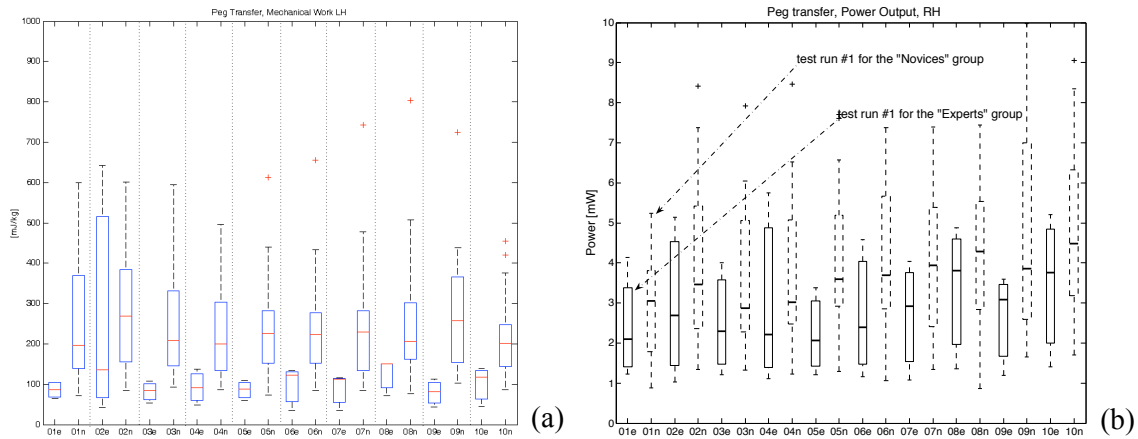 Peg Transfer, Mechanical Work LH
1000
900
800
700
600
500
400
300
200
100
0
[mJ/kg]
01e 01n 02e 02n 03e 03n 04e 04n 05e 05n 06e 06n 07e 07n 08e 08n 09e 09n 10e 10n
(a)
Peg transfer, Power Output, RH
10
9
8
7
6
5
4
3
2
1
0
Power [mW]
test run #1 for the "Novices" group
test run #1 for the "Experts" group
01e 01n 02e 02n 03e 03n 04e 04n 05e 05n 06e 06n 07e 07n 08e 08n 09e 09n 10e 10n
(b)